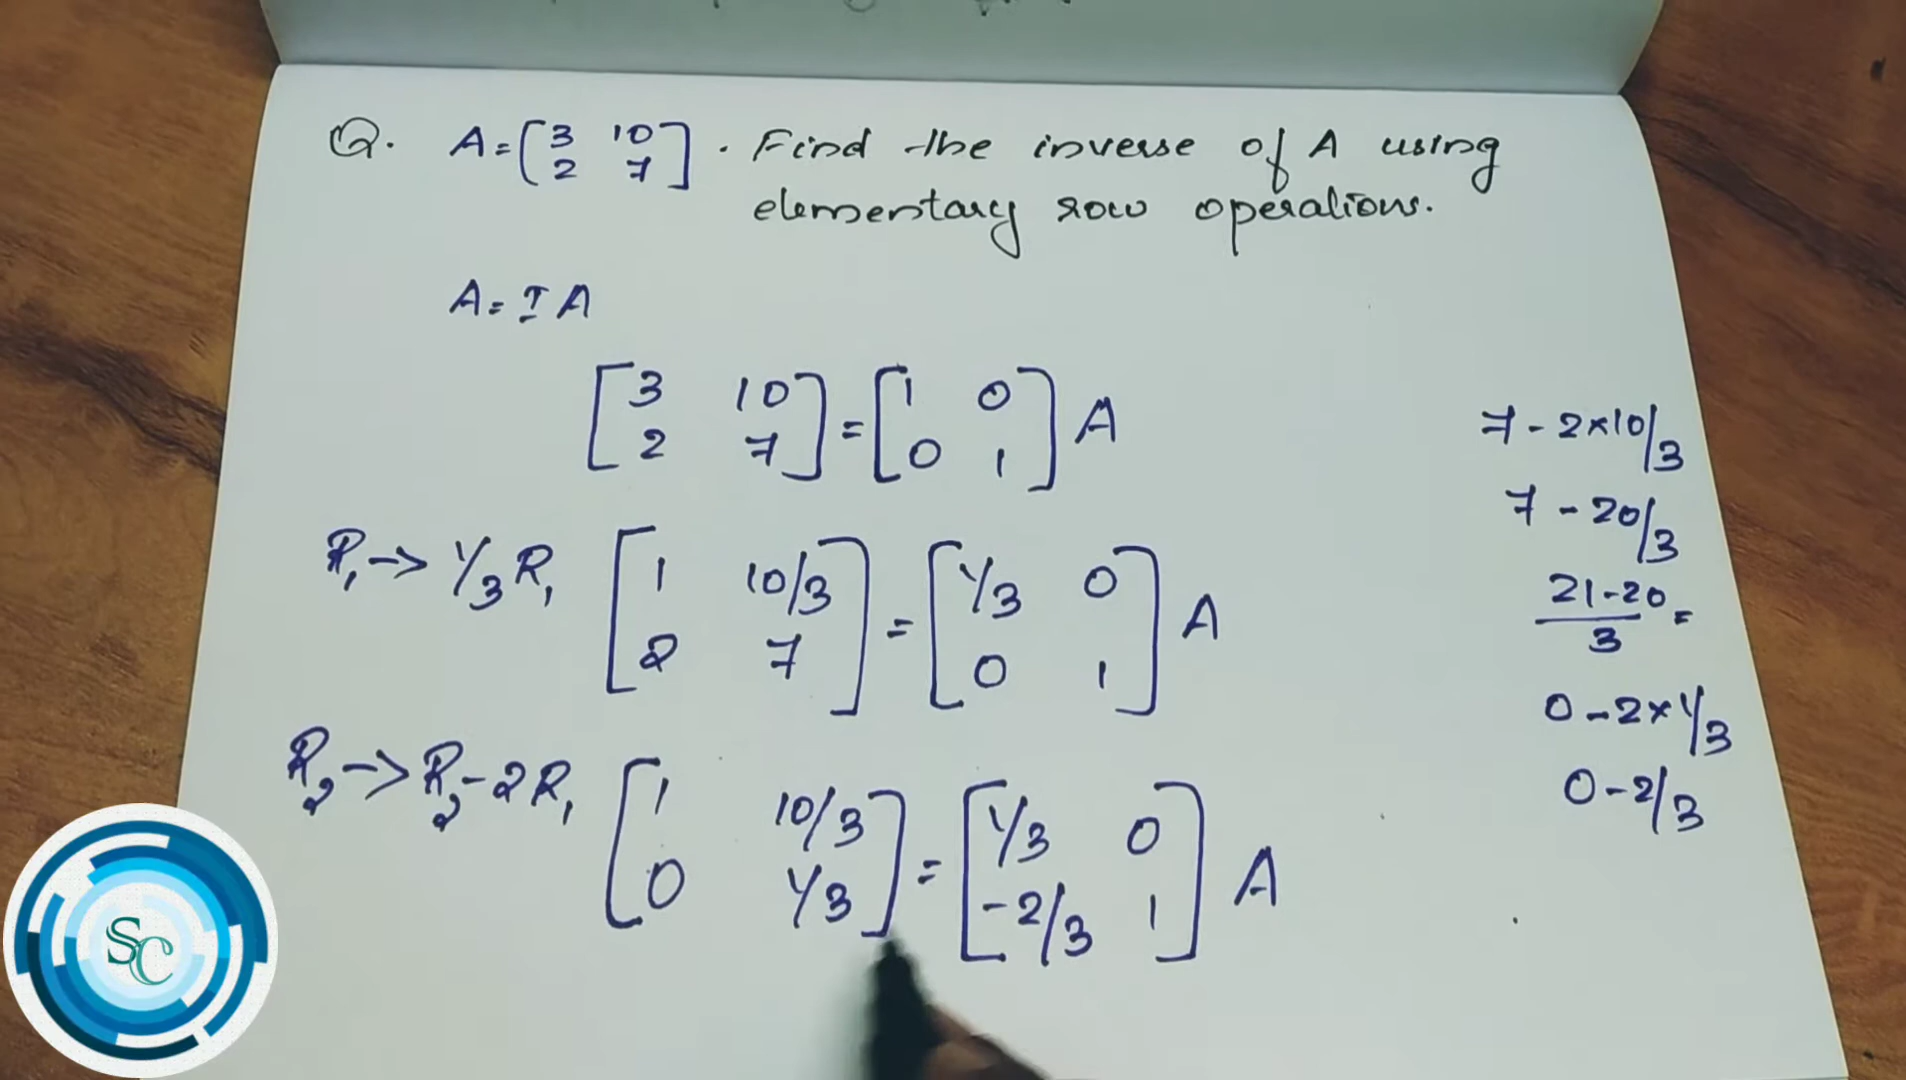 Q. A = [3 10] . Find the inverse of A using
[2 7] elementary row operations.
A = I A
[3 10] = [1 0] A
[2 7] [0 1]
R₁ → 1/3 R₁ [1 10/3] = [1/3 0] A
[2 7] [0 1]
R₂ → R₂ - 2R₁ [1 10/3] = [1/3 0] A
[0 1/3] [-2/3 1]
7 - 2×10/3
7 - 20/3
21-20/3 =
0 - 2×1/3
0 - 2/3
SC